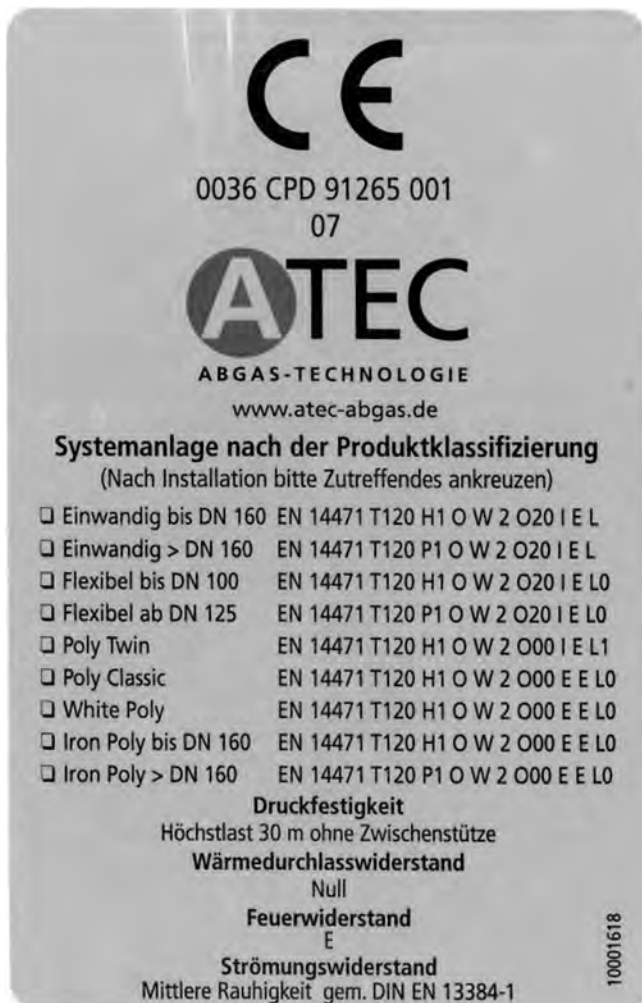 CE
0036 CPD 91265 001
07
ATEC
ABGAS-TECHNOLOGIE
www.atec-abgas.de
Systemanlage nach der Produktklassifizierung
(Nach Installation bitte Zutreffendes ankreuzen)
❑ Einwandig bis DN 160 EN 14471 T120 H1 O W 2 O20 I E L
❑ Einwandig > DN 160 EN 14471 T120 P1 O W 2 O20 I E L
❑ Flexibel bis DN 100 EN 14471 T120 H1 O W 2 O20 I E L0
❑ Flexibel ab DN 125 EN 14471 T120 P1 O W 2 O20 I E L0
❑ Poly Twin EN 14471 T120 H1 O W 2 O00 I E L1
❑ Poly Classic EN 14471 T120 H1 O W 2 O00 E E L0
❑ White Poly EN 14471 T120 H1 O W 2 O00 E E L0
❑ Iron Poly bis DN 160 EN 14471 T120 H1 O W 2 O00 E E L0
❑ Iron Poly > DN 160 EN 14471 T120 P1 O W 2 O00 E E L0
Druckfestigkeit
Höchstlast 30 m ohne Zwischenstütze
Wärmedurchlasswiderstand
Null
Feuerwiderstand
E
Strömungswiderstand
Mittlere Rauhigkeit gem. DIN EN 13384-1
10001618